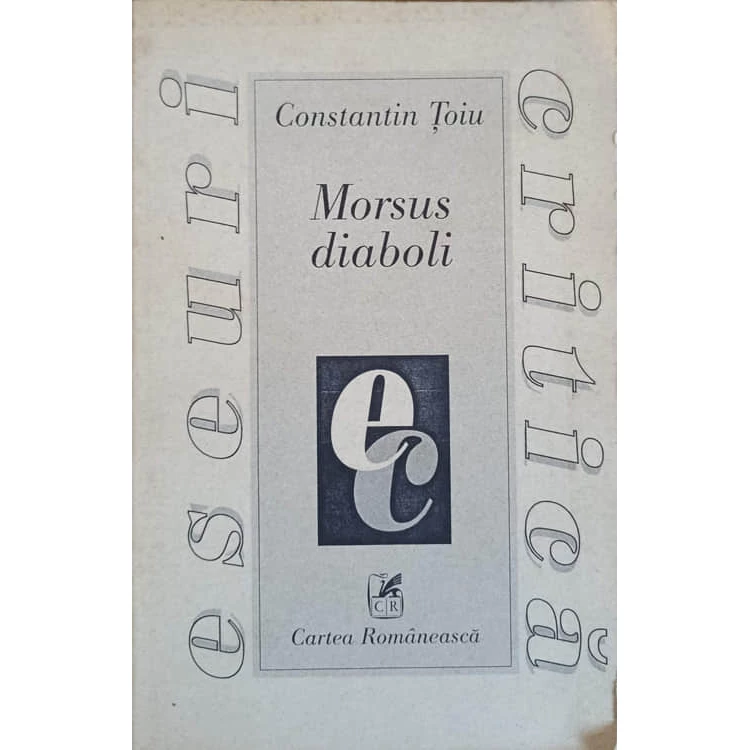 eseuri
critică
Constantin Țoiu
Morsus
diaboli
ec
CR
Cartea Românească